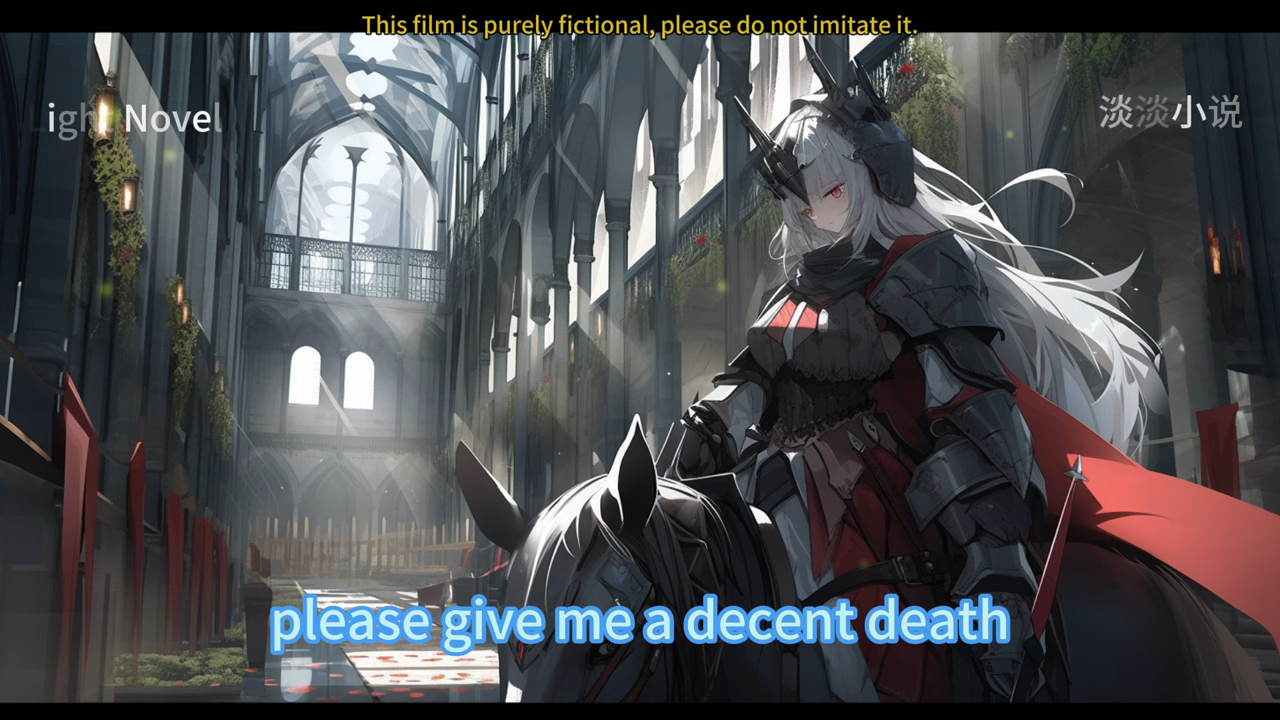 This film is purely fictional, please do not imitate it.
Light Novel
淡淡小说
please give me a decent death